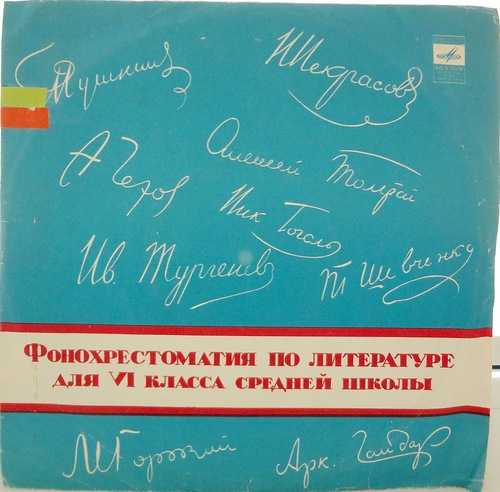 Пушкин
Н Некрасов
А Чехов
Алексей Толстой
Ник Гоголь
Ив. Тургенев
Т Шевченко
ФОНОХРЕСТОМАТИЯ ПО ЛИТЕРАТУРЕ
ДЛЯ VI КЛАССА СРЕДНЕЙ ШКОЛЫ
М Горький
Арк. Гайдар